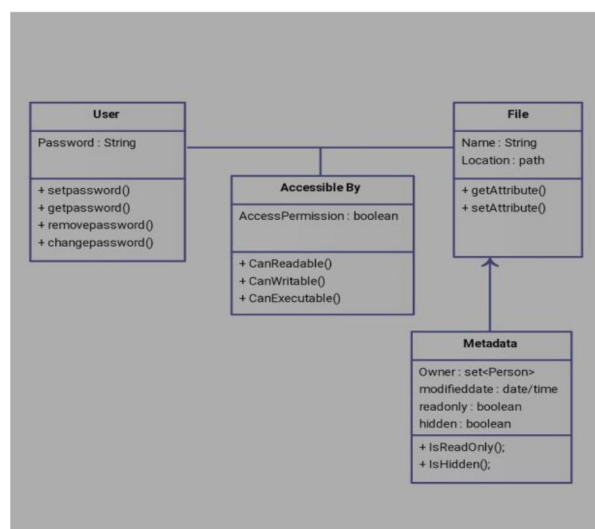 User
Password : String
+ setpassword()
+ getpassword()
+ removepassword()
+ changepassword()
Accessible By
AccessPermission : boolean
+ CanReadable()
+ CanWritable()
+ CanExecutable()
File
Name : String
Location : path
+ getAttribute()
+ setAttribute()
Metadata
Owner : set<Person>
modifieddate : date/time
readonly : boolean
hidden : boolean
+ IsReadOnly();
+ IsHidden();